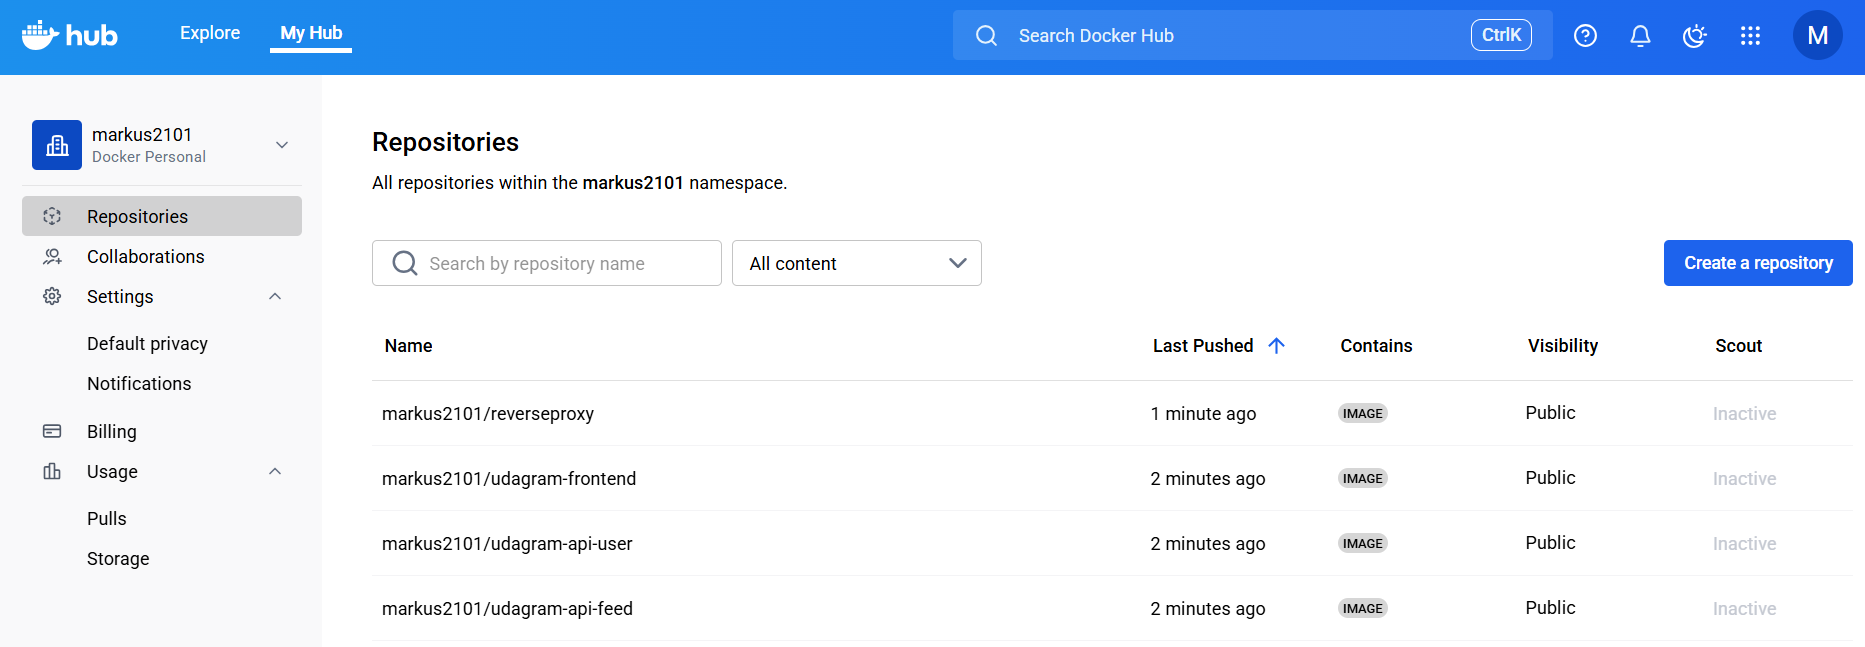 hub Explore My Hub Search Docker Hub CtrlK M
markus2101
Docker Personal
Repositories
Collaborations
Settings
Default privacy
Notifications
Billing
Usage
Pulls
Storage
Repositories
All repositories within the markus2101 namespace.
Search by repository name All content Create a repository
Name Last Pushed Contains Visibility Scout
markus2101/reverseproxy 1 minute ago IMAGE Public Inactive
markus2101/udagram-frontend 2 minutes ago IMAGE Public Inactive
markus2101/udagram-api-user 2 minutes ago IMAGE Public Inactive
markus2101/udagram-api-feed 2 minutes ago IMAGE Public Inactive